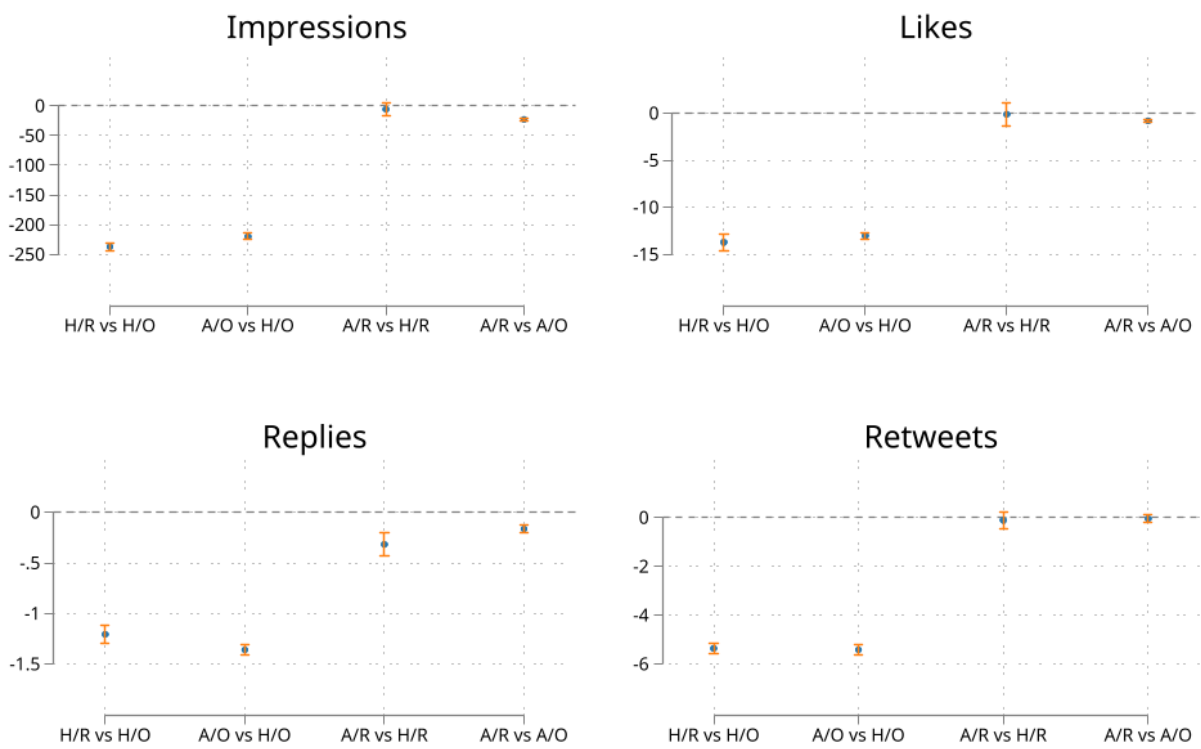 Impressions
0
-50
-100
-150
-200
-250
H/R vs H/O A/O vs H/O A/R vs H/R A/R vs A/O
Likes
0
-5
-10
-15
H/R vs H/O A/O vs H/O A/R vs H/R A/R vs A/O
Replies
0
-.5
-1
-1.5
H/R vs H/O A/O vs H/O A/R vs H/R A/R vs A/O
Retweets
0
-2
-4
-6
H/R vs H/O A/O vs H/O A/R vs H/R A/R vs A/O